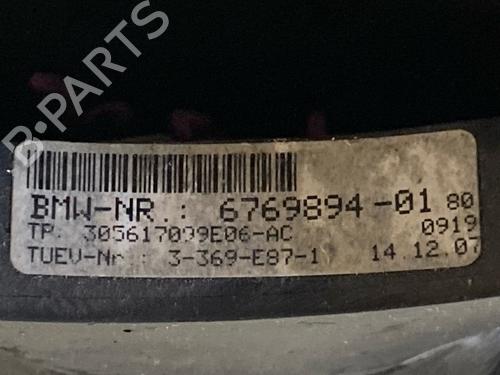 B·PARTS
BMW-NR.: 6769894-01 80
TP. 305617099E06-AC 0919
TUEV-Nr.: 3-369-E87-1 14.12.07